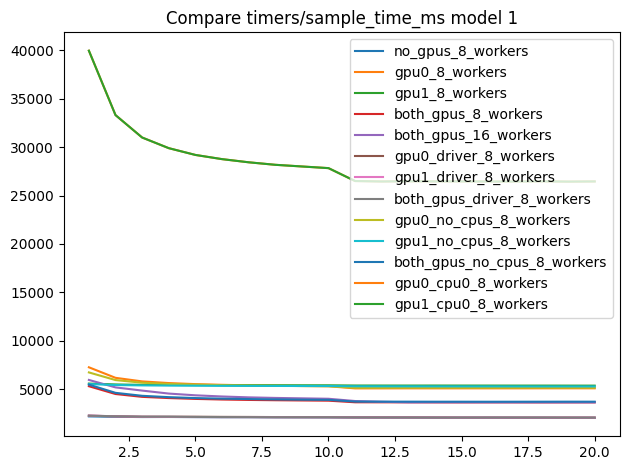 Compare timers/sample_time_ms model 1
40000
35000
30000
25000
20000
15000
10000
5000
no_gpus_8_workers
gpu0_8_workers
gpu1_8_workers
both_gpus_8_workers
both_gpus_16_workers
gpu0_driver_8_workers
gpu1_driver_8_workers
both_gpus_driver_8_workers
gpu0_no_cpus_8_workers
gpu1_no_cpus_8_workers
both_gpus_no_cpus_8_workers
gpu0_cpu0_8_workers
gpu1_cpu0_8_workers
2.5 5.0 7.5 10.0 12.5 15.0 17.5 20.0